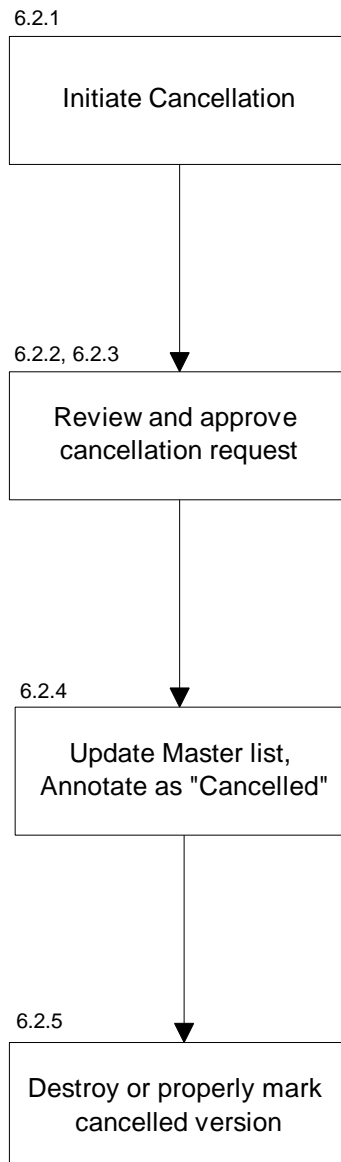 6.2.1
Initiate Cancellation
6.2.2, 6.2.3
Review and approve
cancellation request
6.2.4
Update Master list,
Annotate as "Cancelled"
6.2.5
Destroy or properly mark
cancelled version